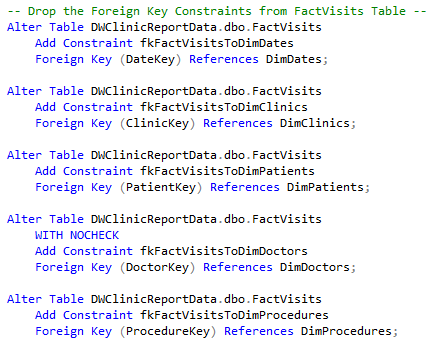 -- Drop the Foreign Key Constraints from FactVisits Table --
Alter Table DWClinicReportData.dbo.FactVisits
Add Constraint fkFactVisitsToDimDates
Foreign Key (DateKey) References DimDates;
Alter Table DWClinicReportData.dbo.FactVisits
Add Constraint fkFactVisitsToDimClinics
Foreign Key (ClinicKey) References DimClinics;
Alter Table DWClinicReportData.dbo.FactVisits
Add Constraint fkFactVisitsToDimPatients
Foreign Key (PatientKey) References DimPatients;
Alter Table DWClinicReportData.dbo.FactVisits
WITH NOCHECK
Add Constraint fkFactVisitsToDimDoctors
Foreign Key (DoctorKey) References DimDoctors;
Alter Table DWClinicReportData.dbo.FactVisits
Add Constraint fkFactVisitsToDimProcedures
Foreign Key (ProcedureKey) References DimProcedures;